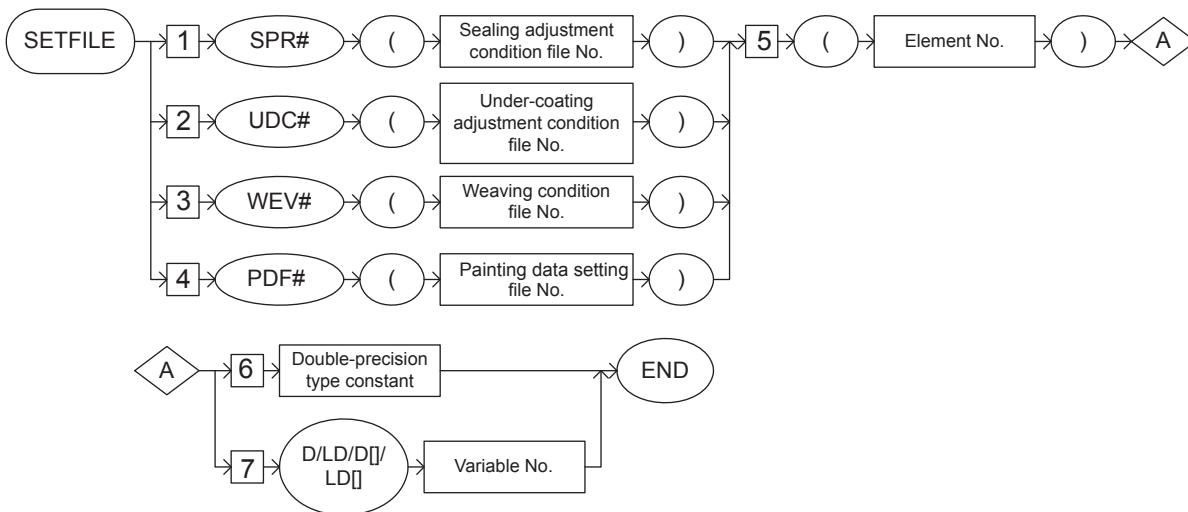 SETFILE
1
SPR#
(
Sealing adjustment
condition file No.
)
5
(
Element No.
)
A
2
UDC#
(
Under-coating
adjustment condition
file No.
)
3
WEV#
(
Weaving condition
file No.
)
4
PDF#
(
Painting data setting
file No.
)
A
6
Double-precision
type constant
END
7
D/LD/D[]/
LD[]
Variable No.